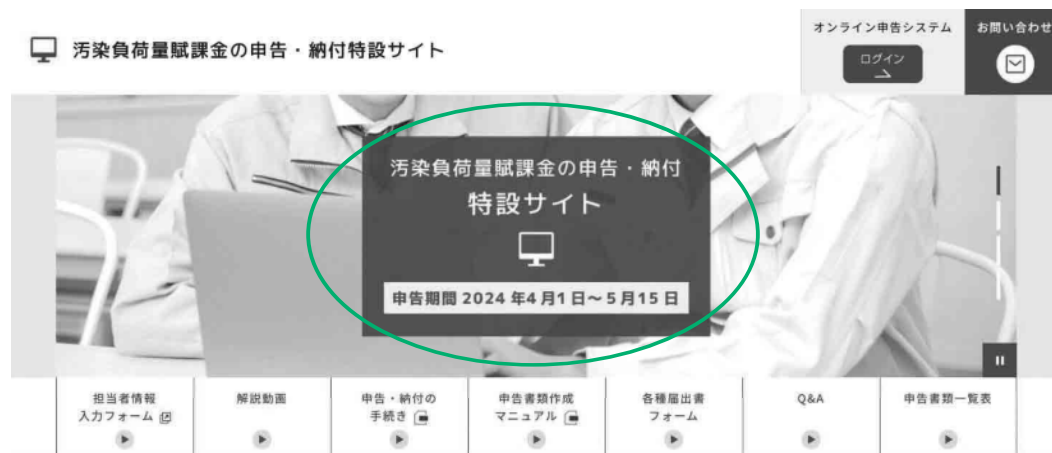 汚染負荷量賦課金の申告・納付特設サイト
オンライン申告システム
ログイン
お問い合わせ
汚染負荷量賦課金の申告・納付
特設サイト
申告期間 2024年4月1日～5月15日
担当者情報
入力フォーム
解説動画
申告・納付の
手続き
申告書類作成
マニュアル
各種届出書
フォーム
Q&A
申告書類一覧表